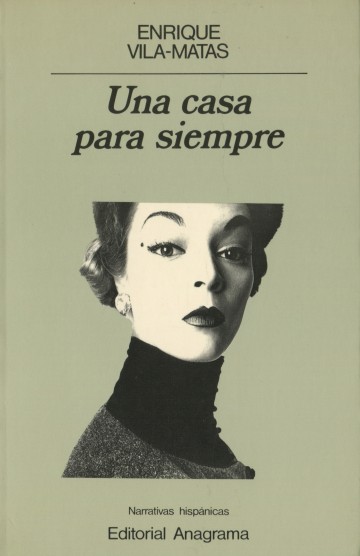 ENRIQUE
VILA-MATAS
Una casa
para siempre
Narrativas hispánicas
Editorial Anagrama